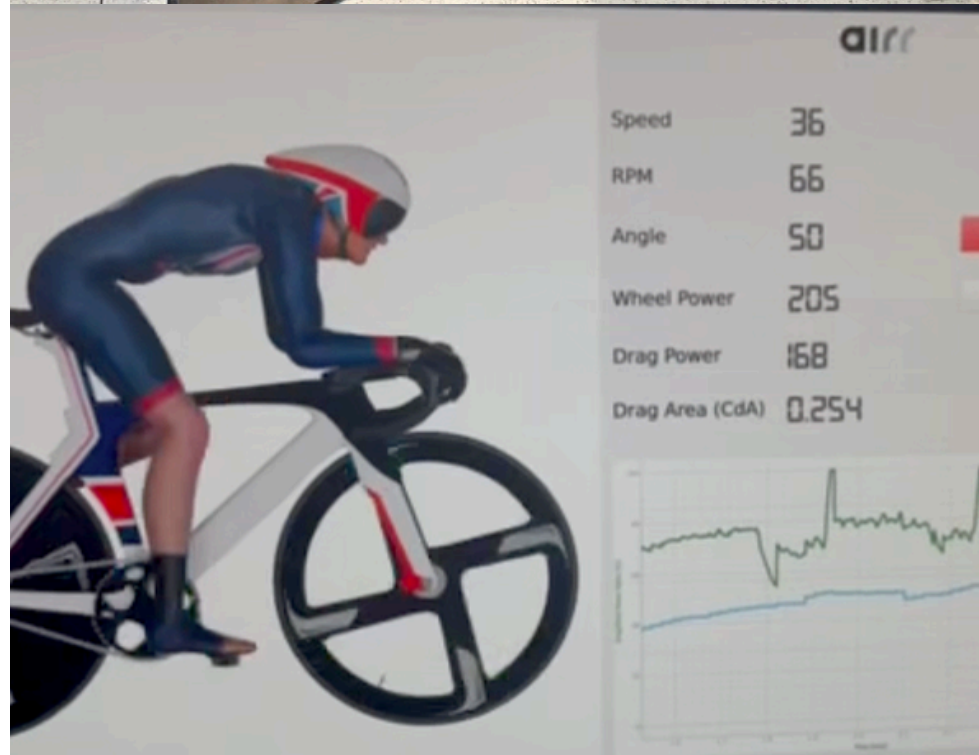 airr
Speed 36
RPM 66
Angle 50
Wheel Power 205
Drag Power 168
Drag Area (CdA) 0.254